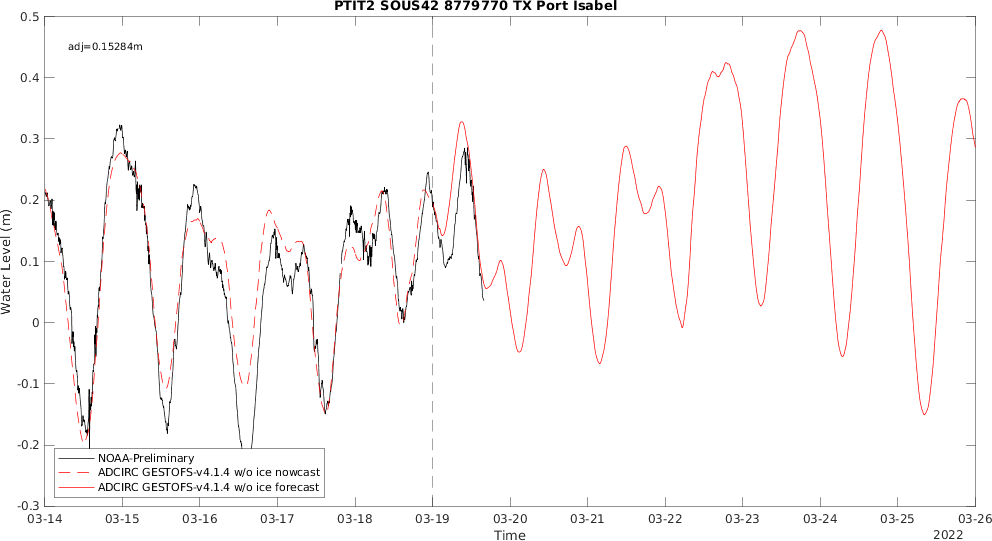 PTIT2 SOUS42 8779770 TX Port Isabel
adj=0.15284m
0.5
0.4
0.3
0.2
0.1
0
-0.1
-0.2
-0.3
Water Level (m)
NOAA-Preliminary
ADCIRC GESTOFS-v4.1.4 w/o ice nowcast
ADCIRC GESTOFS-v4.1.4 w/o ice forecast
03-14 03-15 03-16 03-17 03-18 03-19 03-20 03-21 03-22 03-23 03-24 03-25 03-26
Time
2022